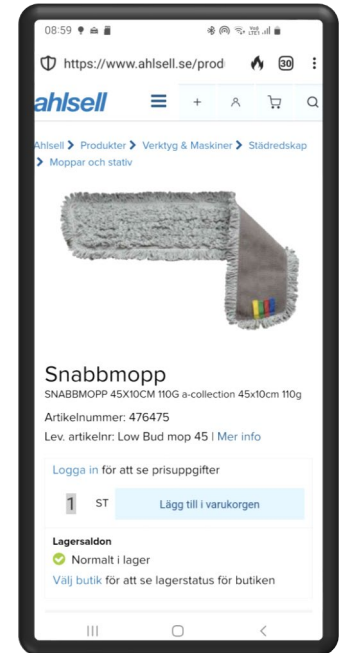 08:59
https://www.ahlsell.se/prod
30
ahlsell
Ahlsell > Produkter > Verktyg & Maskiner > Städredskap
> Moppar och stativ
Snabbmopp
SNABBMOPP 45X10CM 110G a-collection 45x10cm 110g
Artikelnummer: 476475
Lev. artikelnr: Low Bud mop 45 | Mer info
Logga in för att se prisuppgifter
1 ST Lägg till i varukorgen
Lagersaldon
Normalt i lager
Välj butik för att se lagerstatus för butiken